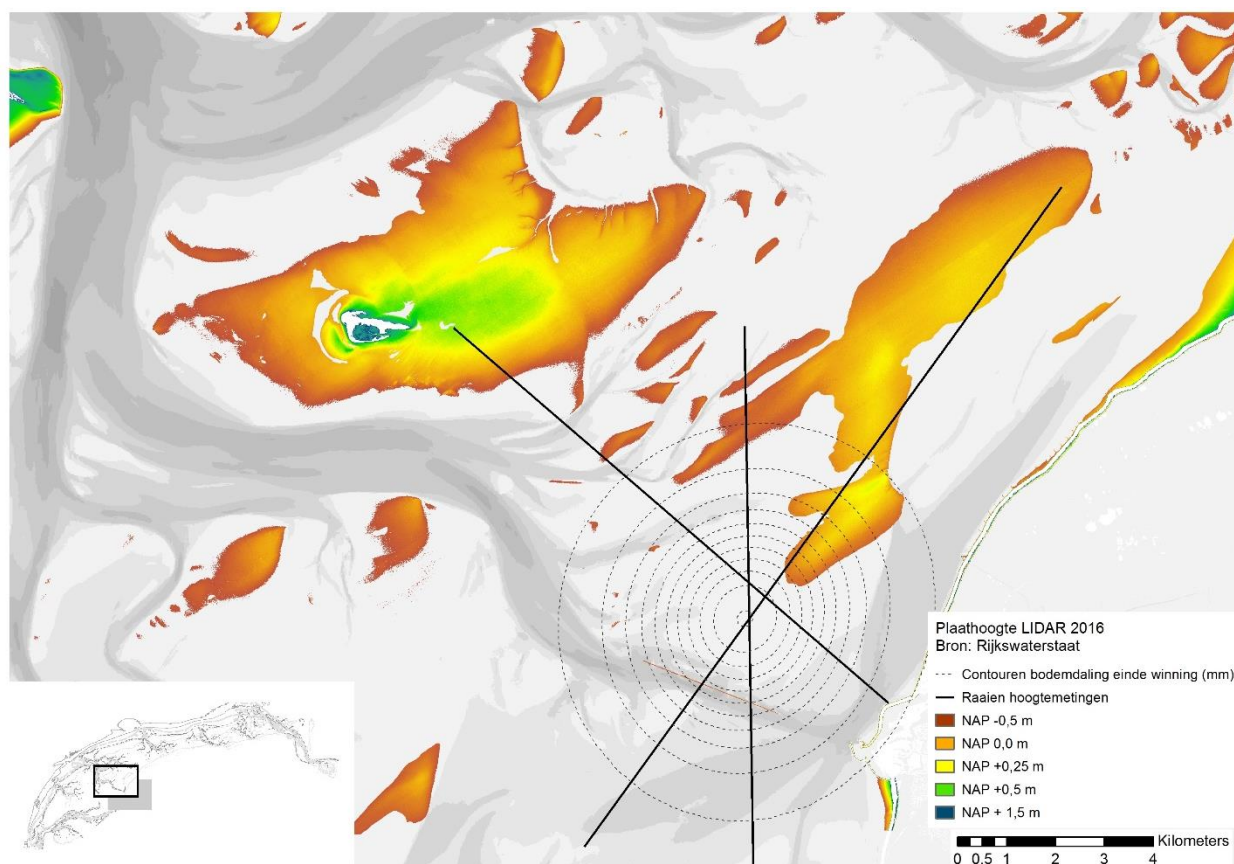 Plaathoogte LIDAR 2016
Bron: Rijkswaterstaat
Contouren bodemdaling einde winning (mm)
Raaien hoogtemetingen
NAP -0,5 m
NAP 0,0 m
NAP +0,25 m
NAP +0,5 m
NAP + 1,5 m
Kilometers
0 0.5 1 2 3 4